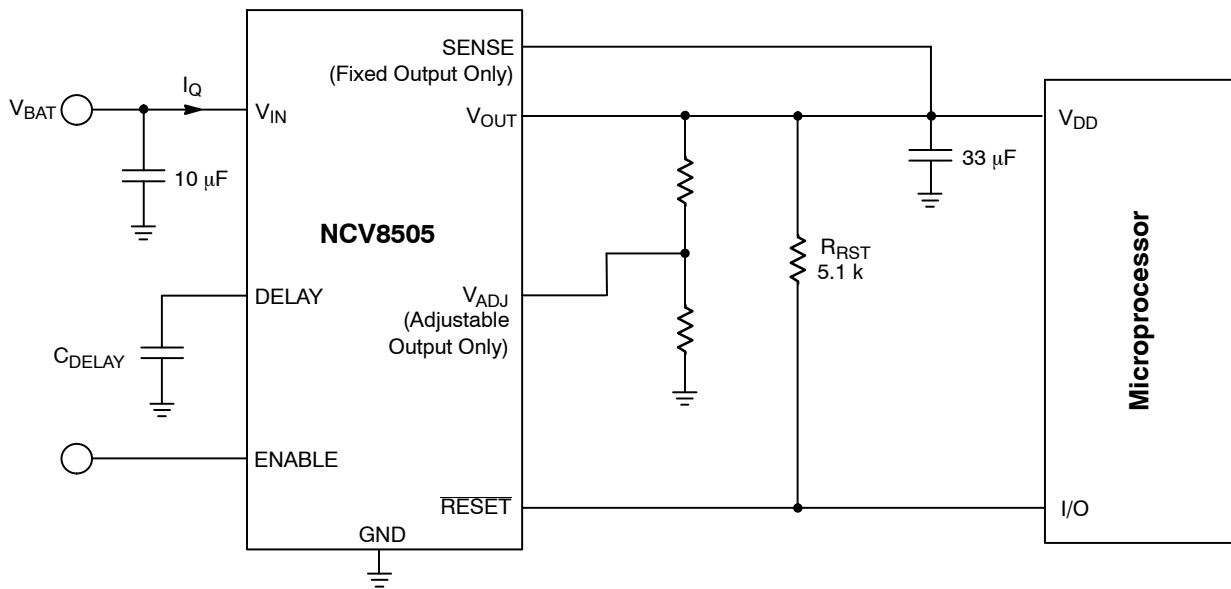 SENSE
(Fixed Output Only)
I_Q
V_BAT
V_IN
V_OUT
V_DD
10 μF
33 μF
NCV8505
R_RST
5.1 k
DELAY
V_ADJ
(Adjustable
Output Only)
C_DELAY
Microprocessor
ENABLE
RESET
I/O
GND